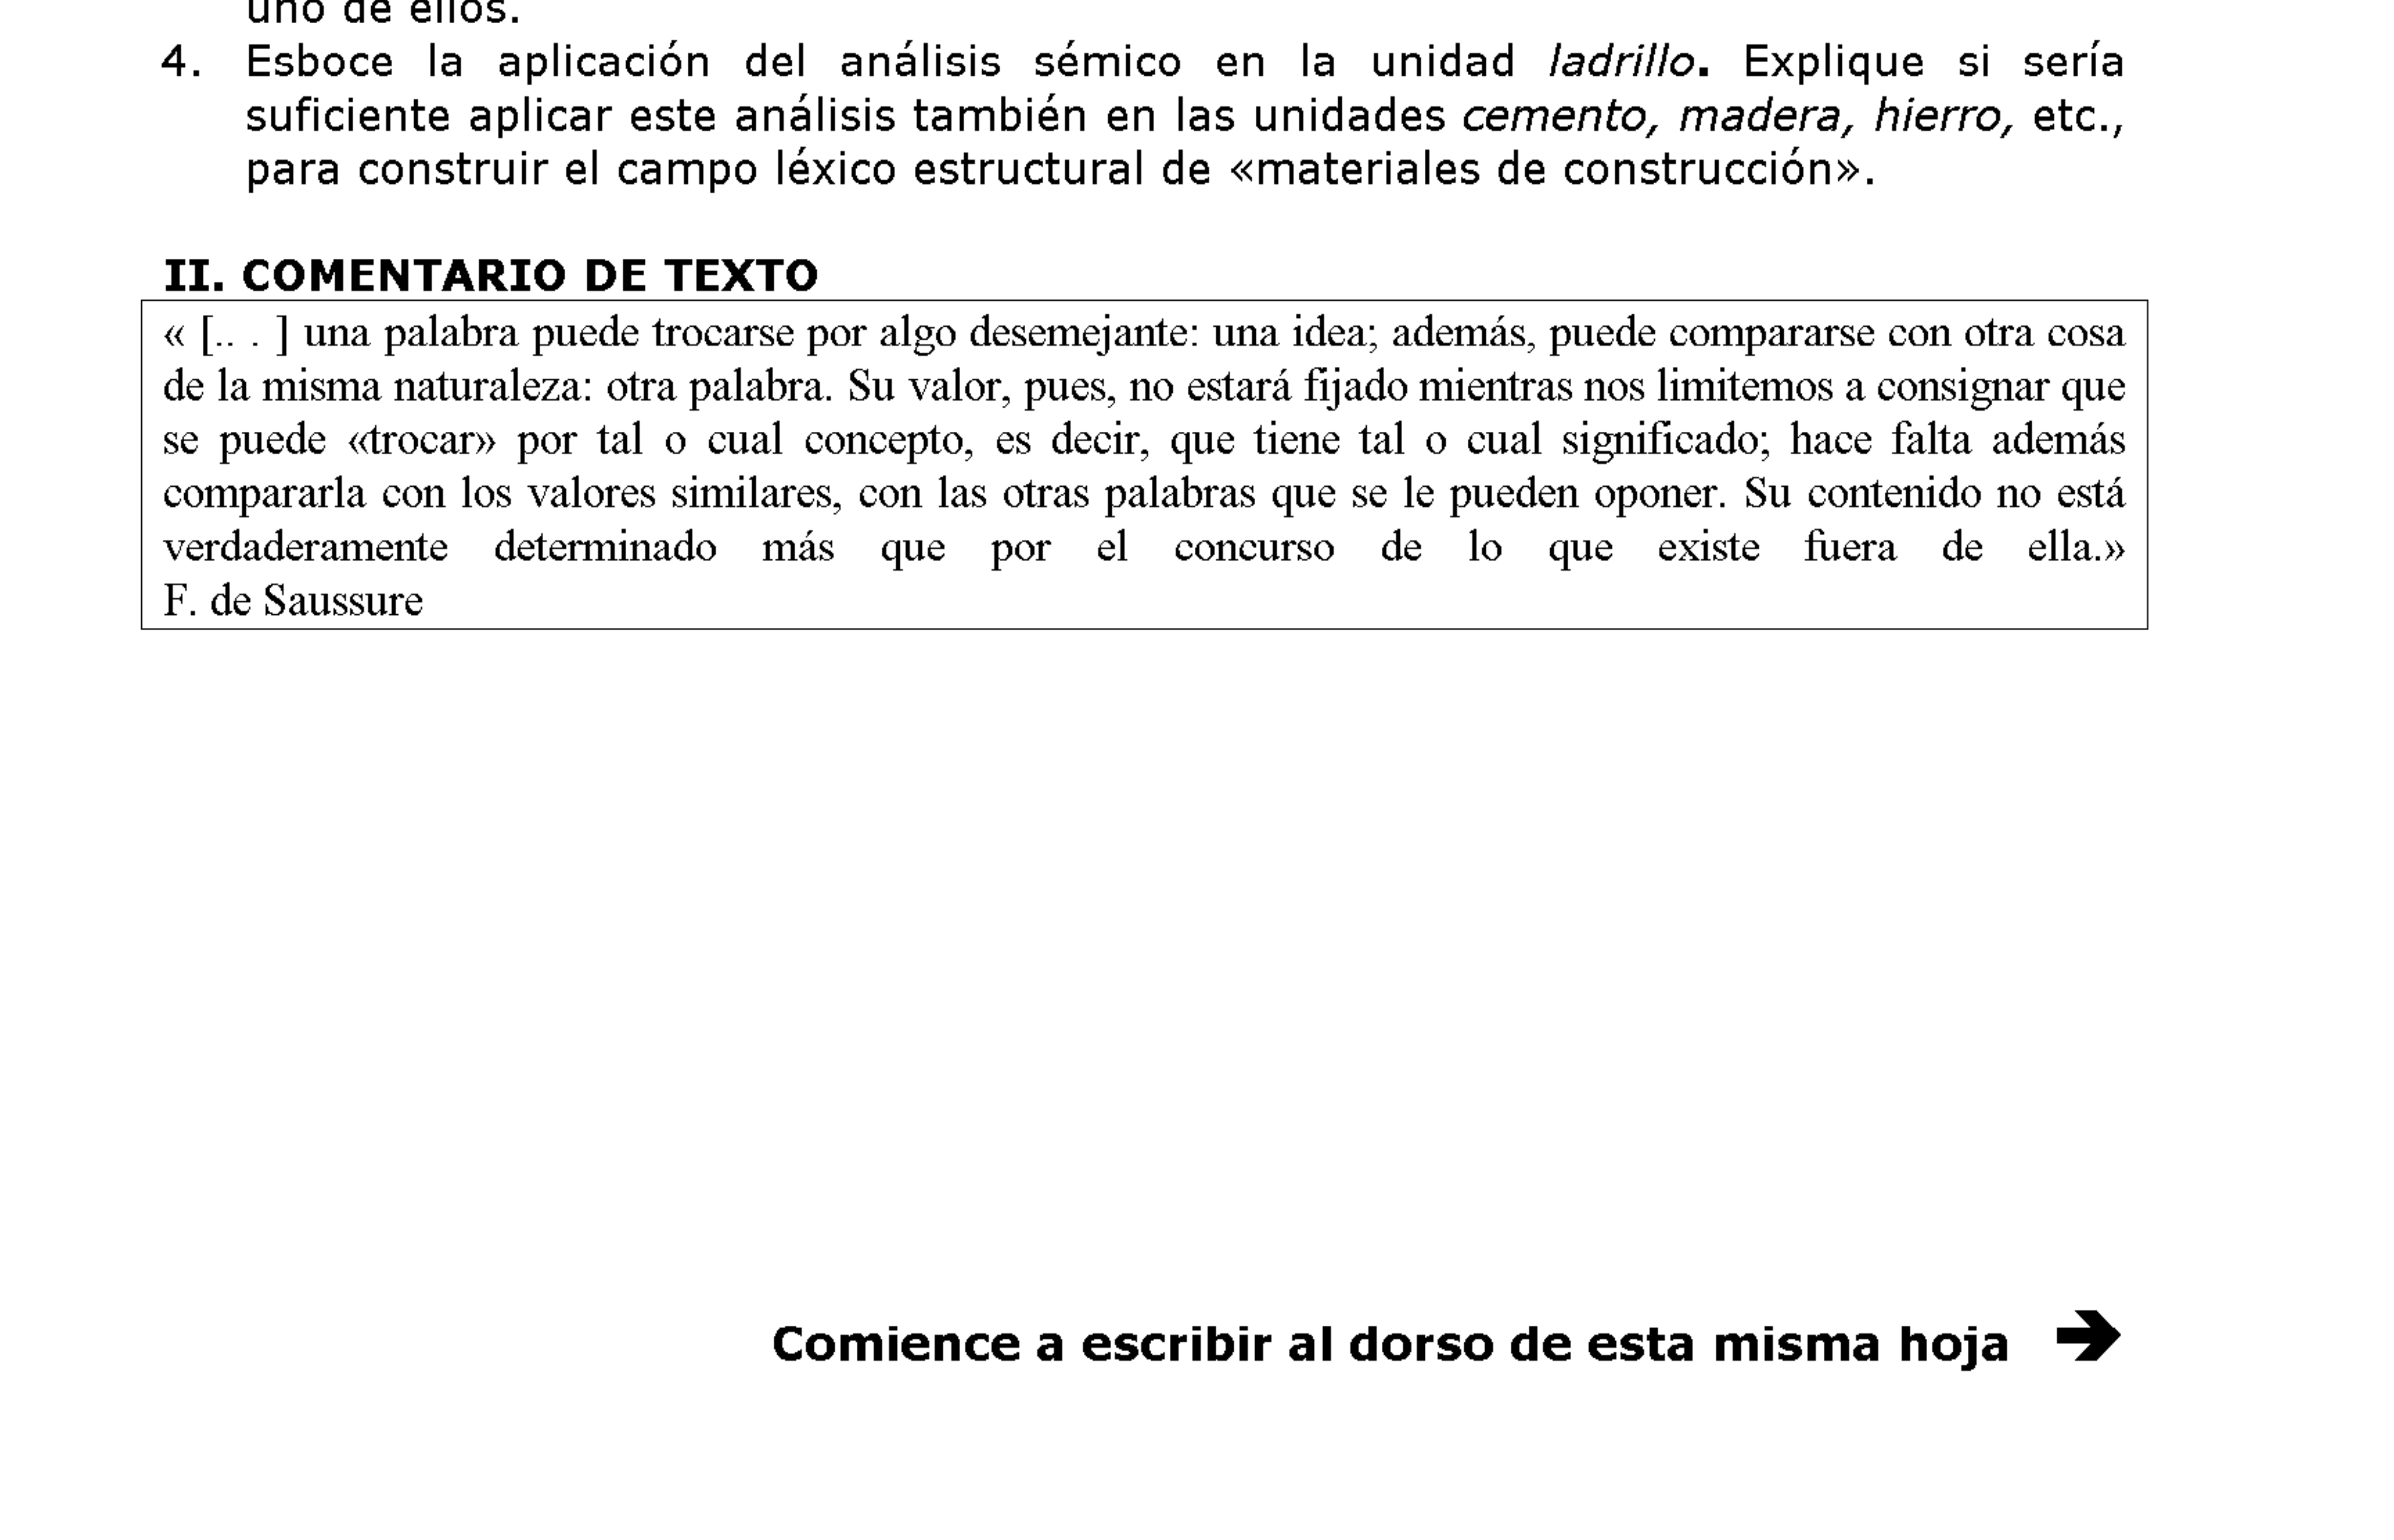 uno de ellos.
4. Esboce la aplicación del análisis sémico en la unidad ladrillo. Explique si sería
suficiente aplicar este análisis también en las unidades cemento, madera, hierro, etc.,
para construir el campo léxico estructural de «materiales de construcción».
II. COMENTARIO DE TEXTO
« [.. . ] una palabra puede trocarse por algo desemejante: una idea; además, puede compararse con otra cosa
de la misma naturaleza: otra palabra. Su valor, pues, no estará fijado mientras nos limitemos a consignar que
se puede «trocar» por tal o cual concepto, es decir, que tiene tal o cual significado; hace falta además
compararla con los valores similares, con las otras palabras que se le pueden oponer. Su contenido no está
verdaderamente determinado más que por el concurso de lo que existe fuera de ella.»
F. de Saussure
Comience a escribir al dorso de esta misma hoja ➔